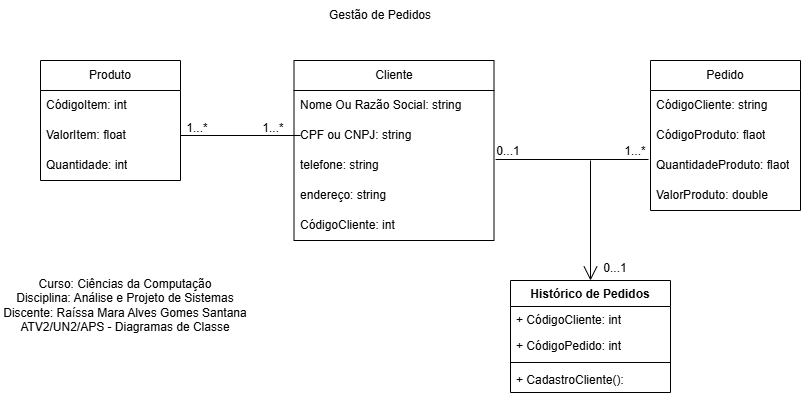 Gestão de Pedidos
Produto
CódigoItem: int
ValorItem: float
Quantidade: int
1...*
1...*
Cliente
Nome Ou Razão Social: string
CPF ou CNPJ: string
telefone: string
endereço: string
CódigoCliente: int
0...1
1...*
Pedido
CódigoCliente: string
CódigoProduto: flaot
QuantidadeProduto: flaot
ValorProduto: double
0...1
Histórico de Pedidos
+ CódigoCliente: int
+ CódigoPedido: int
+ CadastroCliente():
Curso: Ciências da Computação
Disciplina: Análise e Projeto de Sistemas
Discente: Raíssa Mara Alves Gomes Santana
ATV2/UN2/APS - Diagramas de Classe